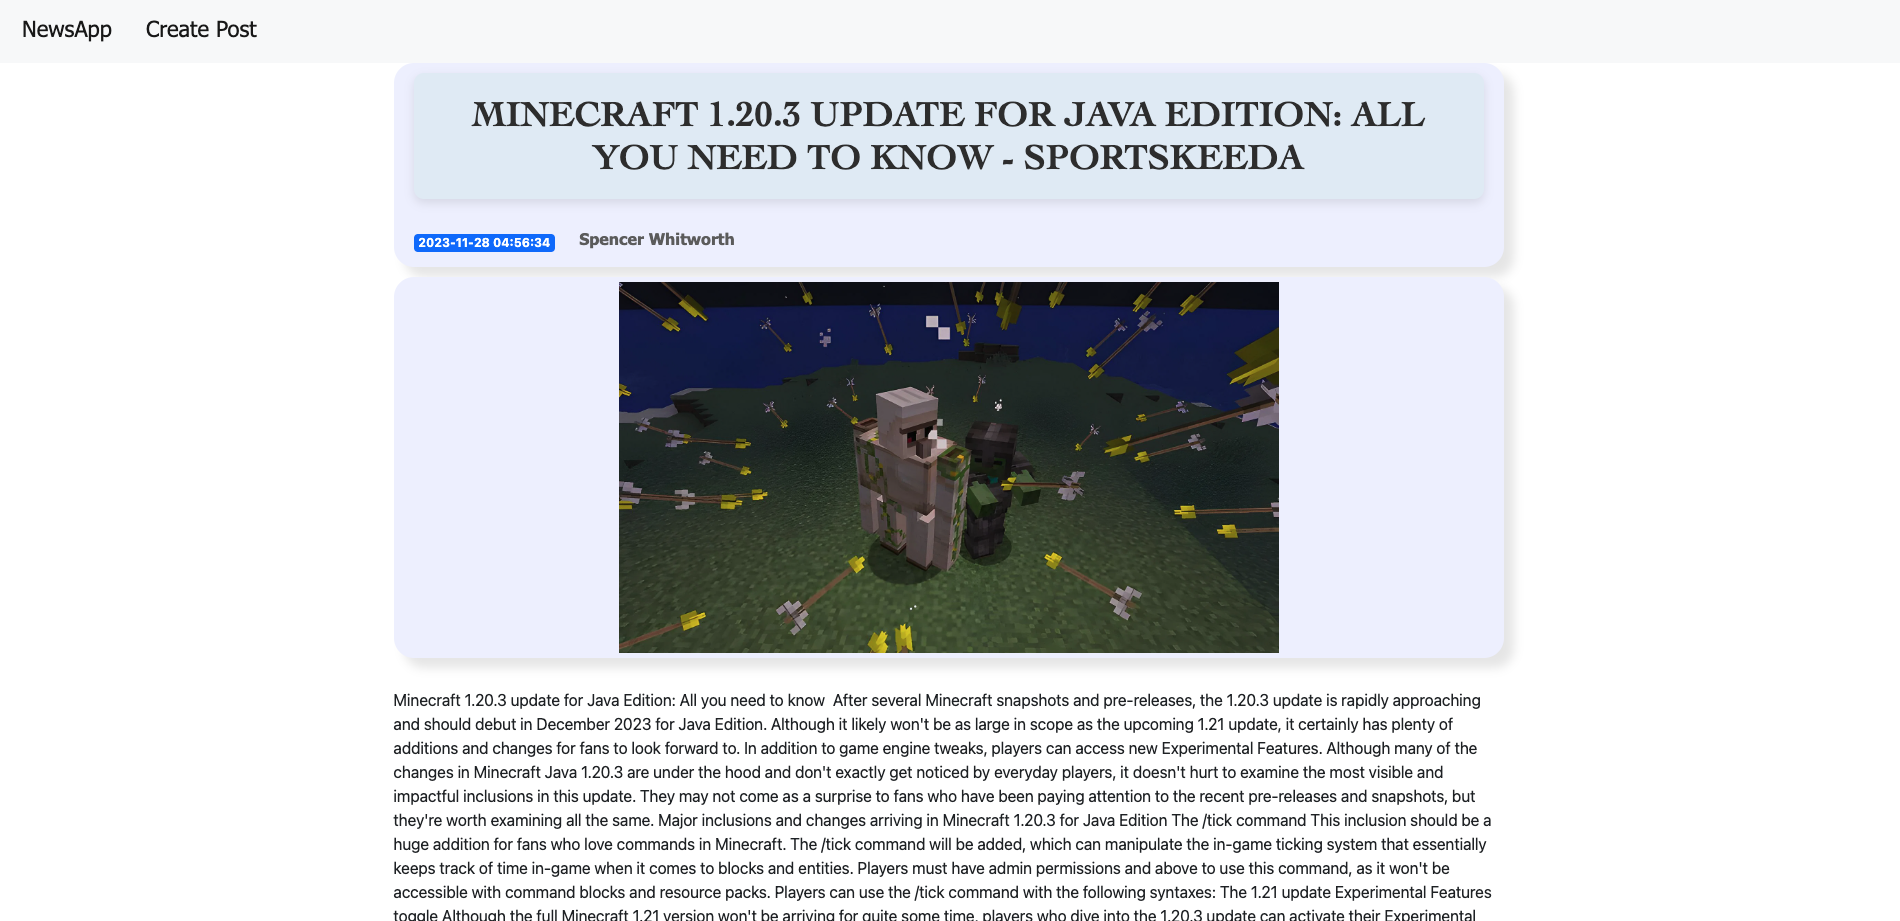 NewsApp Create Post
MINECRAFT 1.20.3 UPDATE FOR JAVA EDITION: ALL
YOU NEED TO KNOW - SPORTSKEEDA
2023-11-28 04:56:34 Spencer Whitworth
Minecraft 1.20.3 update for Java Edition: All you need to know  After several Minecraft snapshots and pre-releases, the 1.20.3 update is rapidly approaching
and should debut in December 2023 for Java Edition. Although it likely won't be as large in scope as the upcoming 1.21 update, it certainly has plenty of
additions and changes for fans to look forward to. In addition to game engine tweaks, players can access new Experimental Features. Although many of the
changes in Minecraft Java 1.20.3 are under the hood and don't exactly get noticed by everyday players, it doesn't hurt to examine the most visible and
impactful inclusions in this update. They may not come as a surprise to fans who have been paying attention to the recent pre-releases and snapshots, but
they're worth examining all the same. Major inclusions and changes arriving in Minecraft 1.20.3 for Java Edition The /tick command This inclusion should be a
huge addition for fans who love commands in Minecraft. The /tick command will be added, which can manipulate the in-game ticking system that essentially
keeps track of time in-game when it comes to blocks and entities. Players must have admin permissions and above to use this command, as it won't be
accessible with command blocks and resource packs. Players can use the /tick command with the following syntaxes: The 1.21 update Experimental Features
toggle Although the full Minecraft 1.21 version won't be arriving for quite some time, players who dive into the 1.20.3 update can activate their Experimental